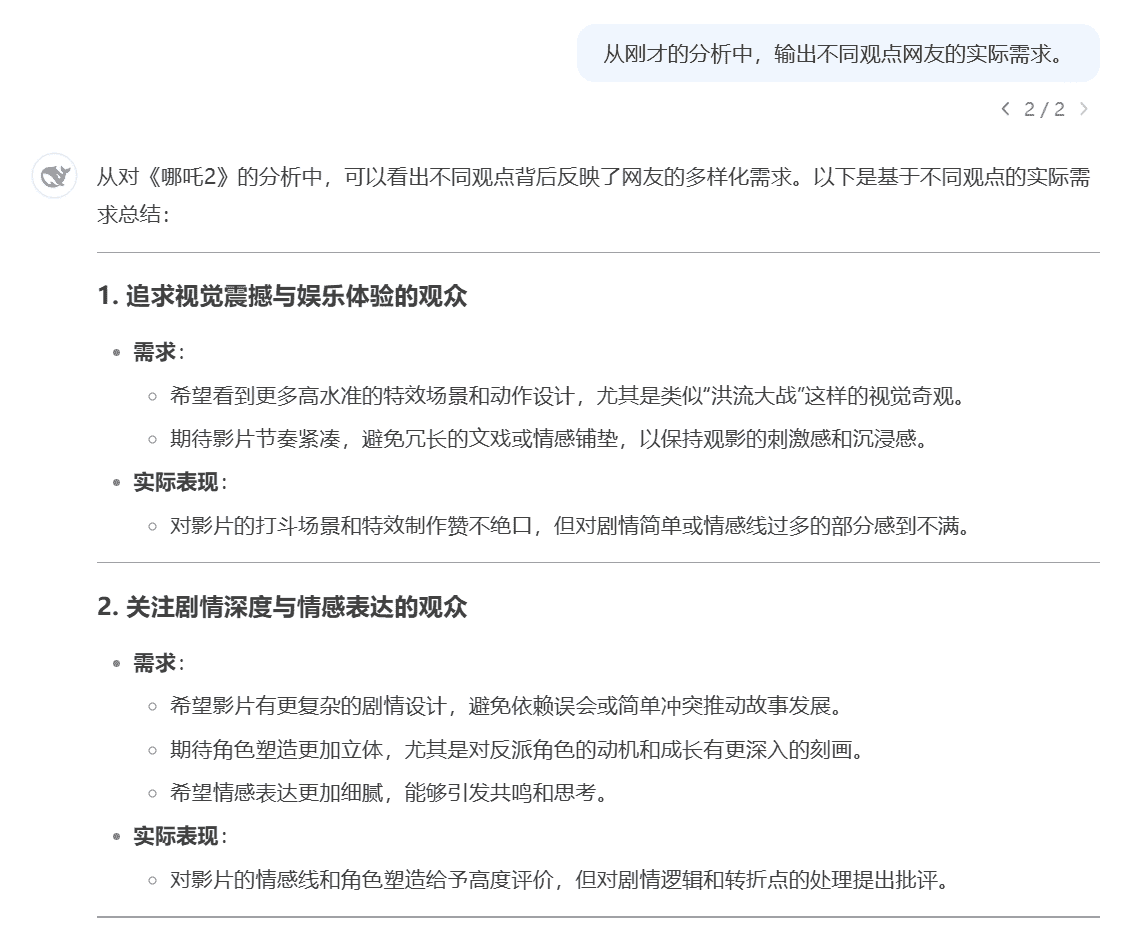 从刚才的分析中，输出不同观点网友的实际需求。
2 / 2
从对《哪吒2》的分析中，可以看出不同观点背后反映了网友的多样化需求。以下是基于不同观点的实际需
求总结：
1. 追求视觉震撼与娱乐体验的观众
需求：
希望看到更多高水准的特效场景和动作设计，尤其是类似“洪流大战”这样的视觉奇观。
期待影片节奏紧凑，避免冗长的文戏或情感铺垫，以保持观影的刺激感和沉浸感。
实际表现：
对影片的打斗场景和特效制作赞不绝口，但对剧情简单或情感线过多的部分感到不满。
2. 关注剧情深度与情感表达的观众
需求：
希望影片有更复杂的剧情设计，避免依赖误会或简单冲突推动故事发展。
期待角色塑造更加立体，尤其是对反派角色的动机和成长有更深入的刻画。
希望情感表达更加细腻，能够引发共鸣和思考。
实际表现：
对影片的情感线和角色塑造给予高度评价，但对剧情逻辑和转折点的处理提出批评。